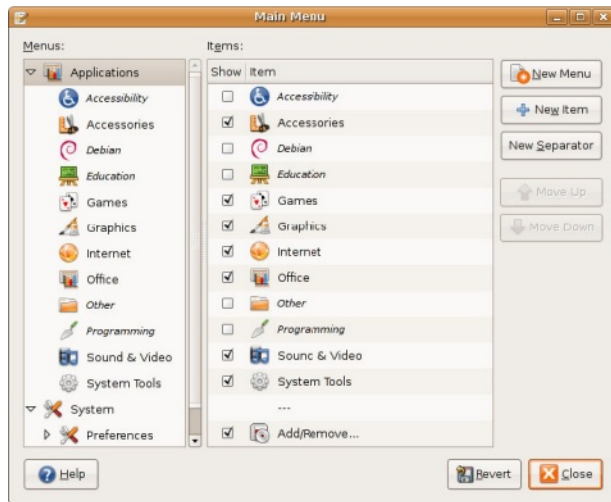 Main Menu
Menus:
Applications
Accessibility
Accessories
Debian
Education
Games
Graphics
Internet
Office
Other
Programming
Sound & Video
System Tools
System
Preferences
Items:
Show Item
Accessibility
Accessories
Debian
Education
Games
Graphics
Internet
Office
Other
Programming
Sound & Video
System Tools
---
Add/Remove...
New Menu
New Item
New Separator
Move Up
Move Down
Help
Revert
Close